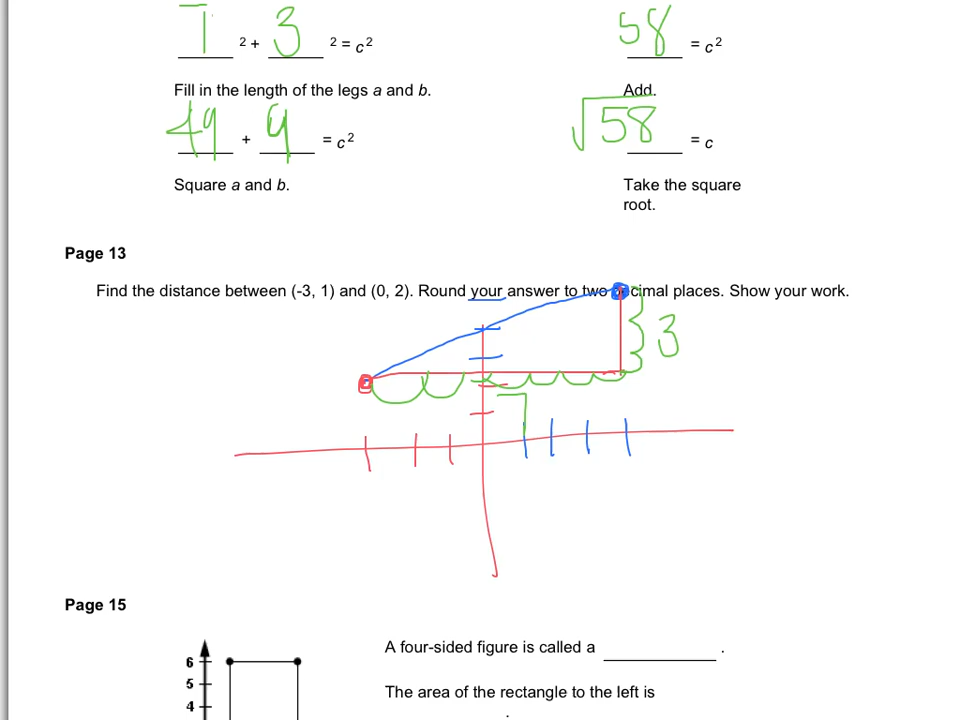 7 2 + 3 2 = c2
58 = c2
Fill in the length of the legs a and b.
Add.
49 + 9 = c2
√58 = c
Square a and b.
Take the square
root.
Page 13
Find the distance between (-3, 1) and (0, 2). Round your answer to two decimal places. Show your work.
3
7
Page 15
A four-sided figure is called a ____________ .
6
5
The area of the rectangle to the left is
4
.